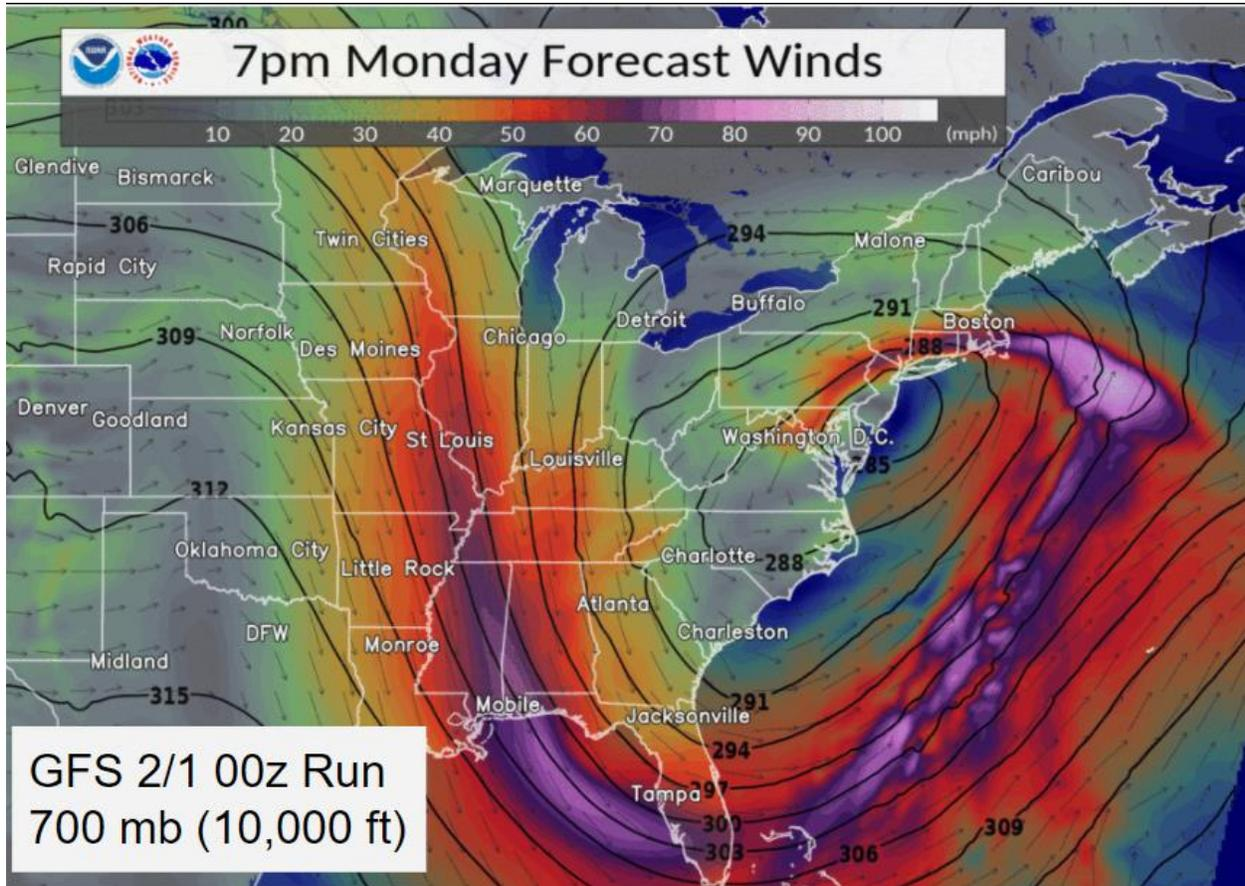 300
NOAA
7pm Monday Forecast Winds
303
10 20 30 40 50 60 70 80 90 100 (mph)
Glendive
Bismarck
Marquette
Caribou
306
Twin Cities
294
Malone
Rapid City
Buffalo
291
309
Norfolk
Des Moines
Chicago
Detroit
Boston
288
Denver
Goodland
Kansas City
St Louis
Louisville
Washington, D.C.
285
312
Oklahoma City
Little Rock
Charlotte
288
Atlanta
DFW
Monroe
Charleston
Midland
315
Mobile
291
Jacksonville
294
Tampa
297
300
303
306
309
GFS 2/1 00z Run
700 mb (10,000 ft)